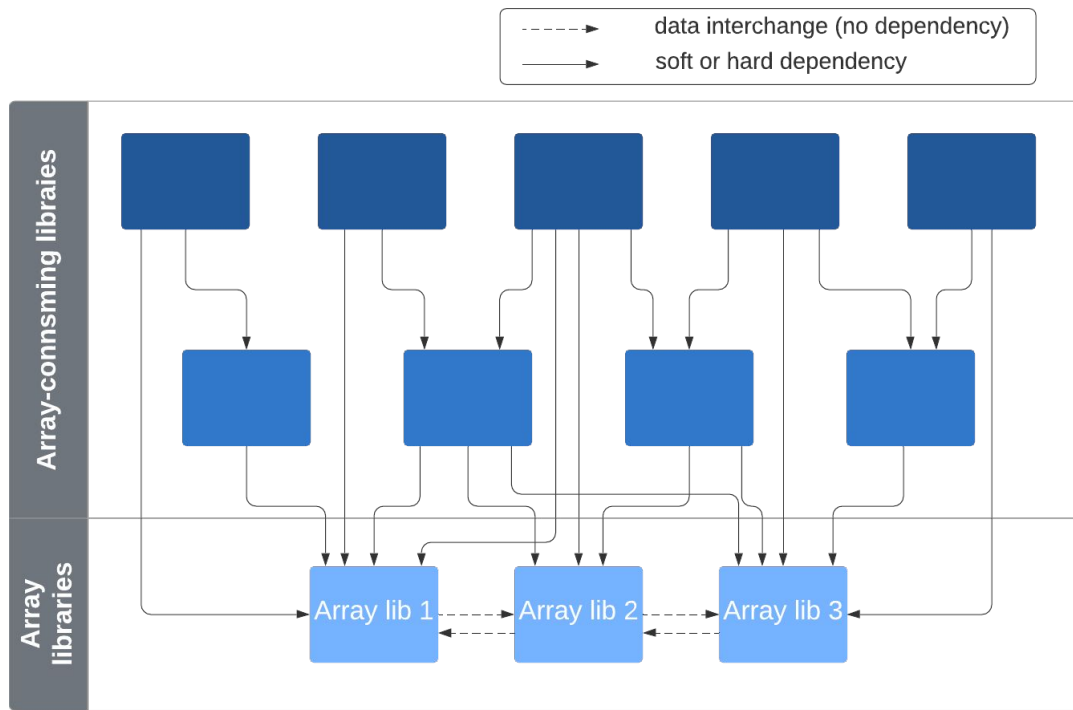 data interchange (no dependency)
soft or hard dependency
Array-connsming libraies
Array
libraries
Array lib 1
Array lib 2
Array lib 3